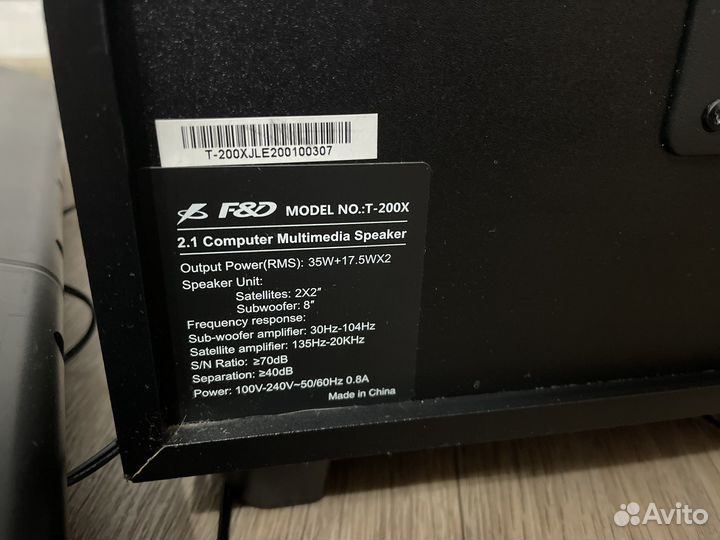 T-200XJLE200100307
F&D MODEL NO.:T-200X
2.1 Computer Multimedia Speaker
Output Power(RMS): 35W+17.5WX2
Speaker Unit:
Satellites: 2X2″
Subwoofer: 8″
Frequency response:
Sub-woofer amplifier: 30Hz-104Hz
Satellite amplifier: 135Hz-20KHz
S/N Ratio: ≥70dB
Separation: ≥40dB
Power: 100V-240V~50/60Hz 0.8A
Made in China
Avito